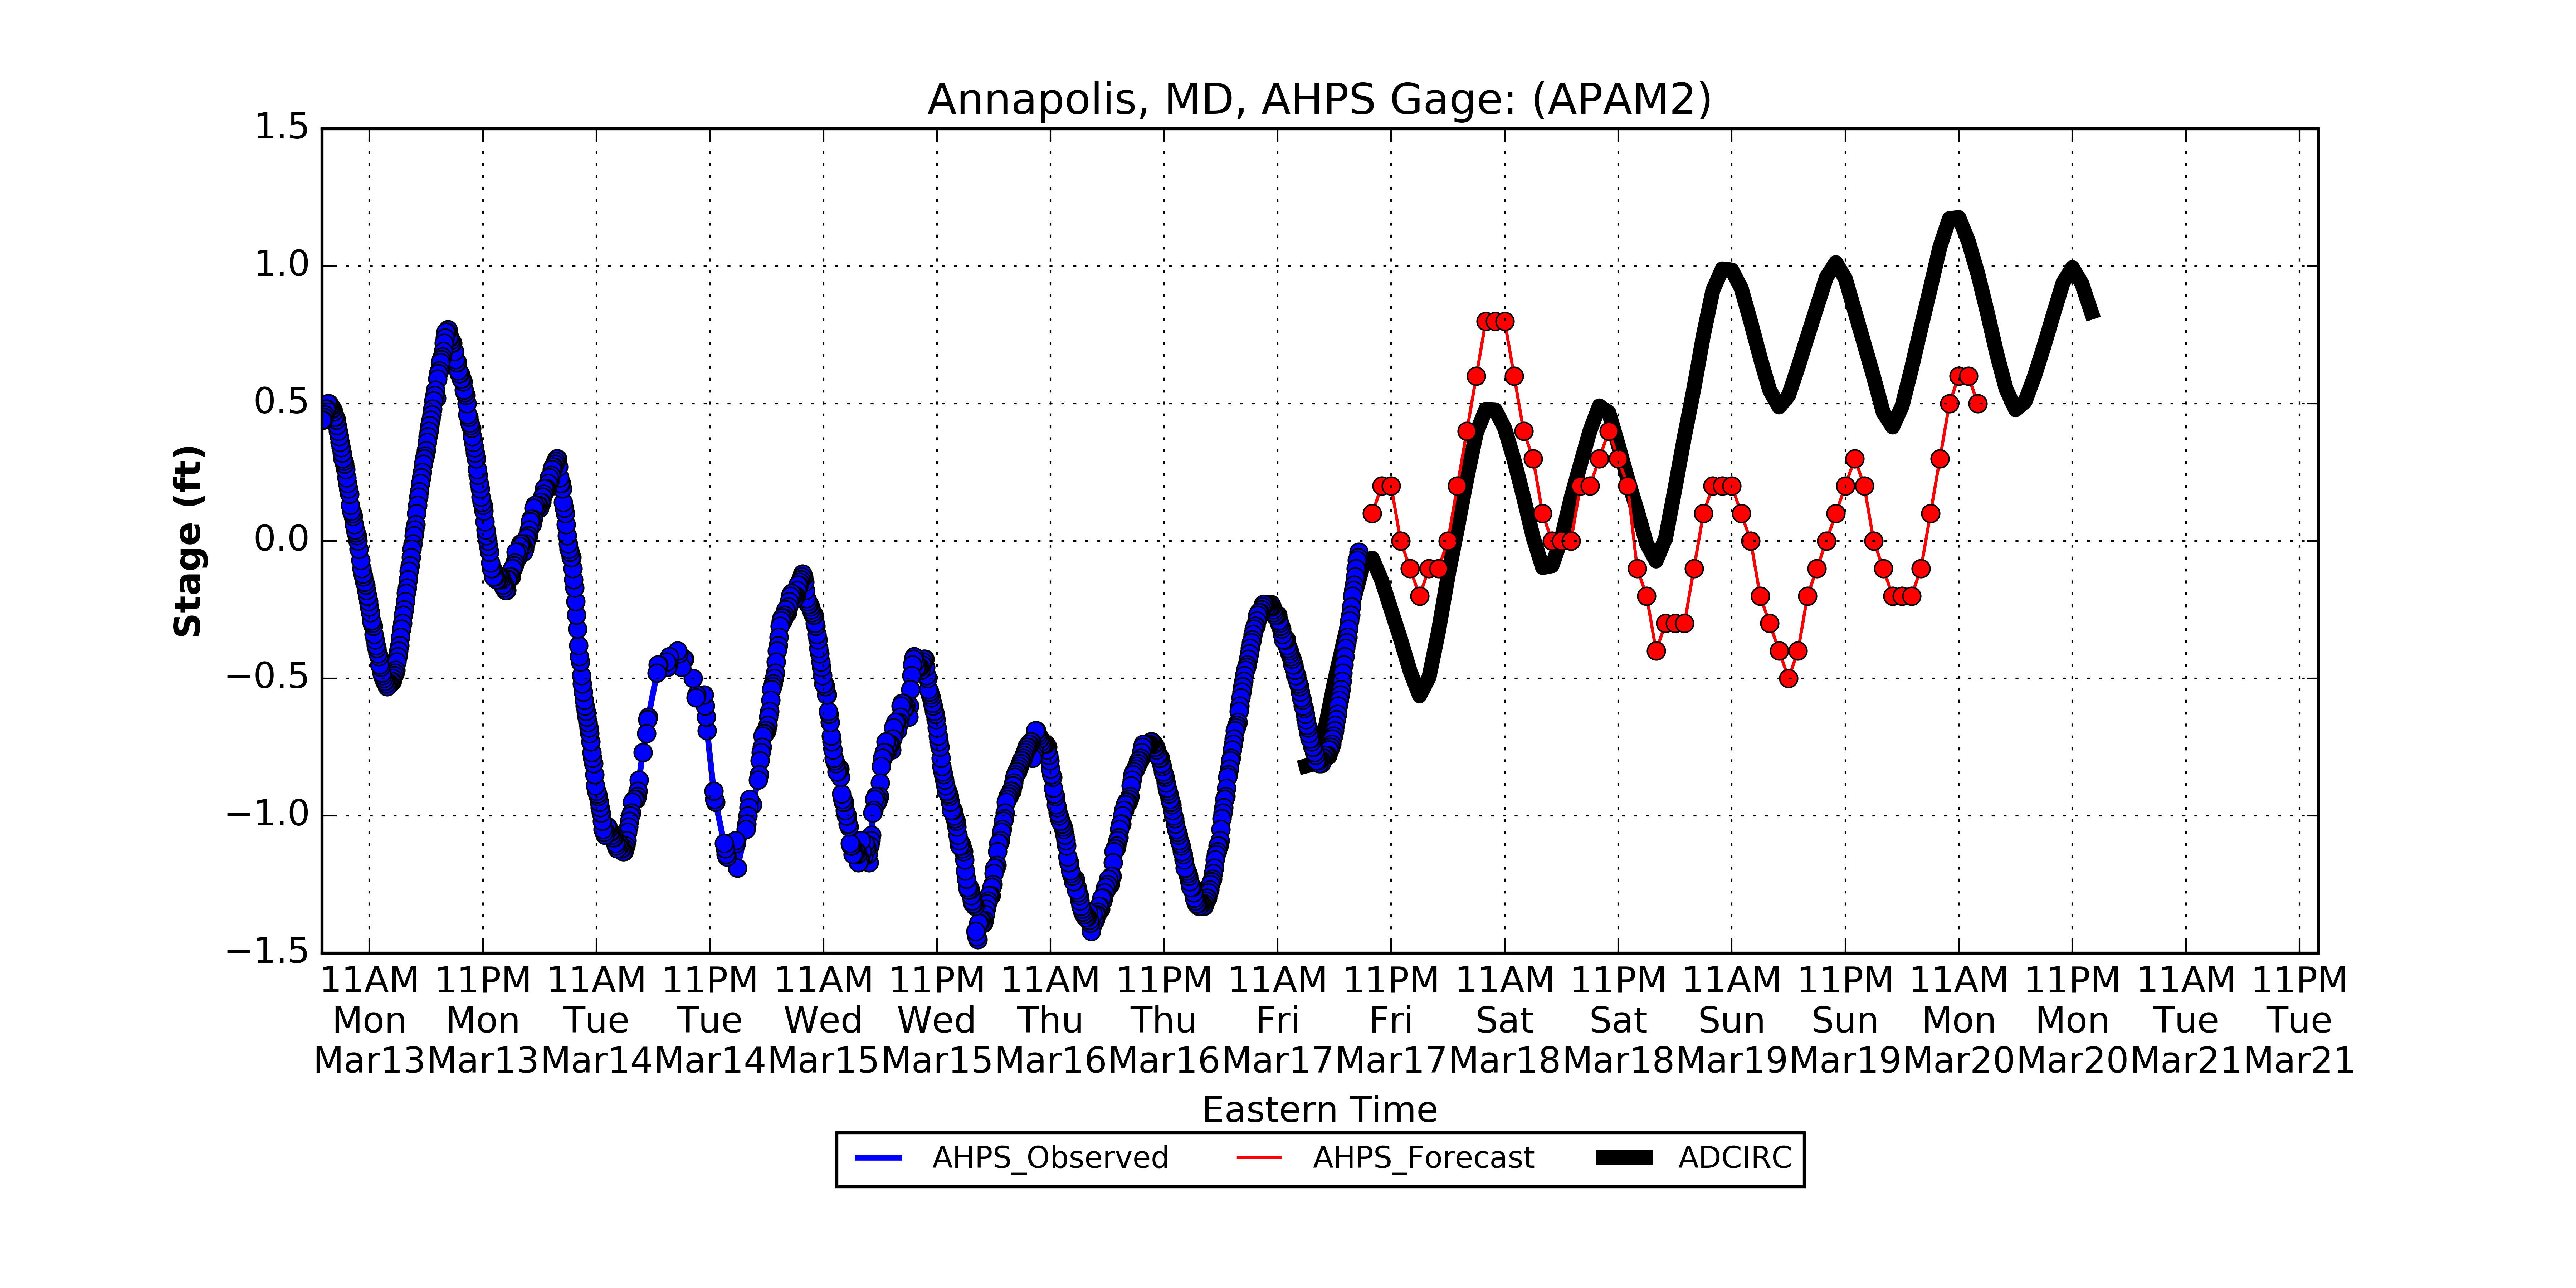 Annapolis, MD, AHPS Gage: (APAM2)
1.5
1.0
0.5
0.0
−0.5
−1.0
−1.5
Stage (ft)
11AM 11PM 11AM 11PM 11AM 11PM 11AM 11PM 11AM 11PM 11AM 11PM 11AM 11PM 11AM 11PM 11AM 11PM
Mon Mon Tue Tue Wed Wed Thu Thu Fri Fri Sat Sat Sun Sun Mon Mon Tue Tue
Mar13 Mar13 Mar14 Mar14 Mar15 Mar15 Mar16 Mar16 Mar17 Mar17 Mar18 Mar18 Mar19 Mar19 Mar20 Mar20 Mar21 Mar21
Eastern Time
AHPS_Observed AHPS_Forecast ADCIRC